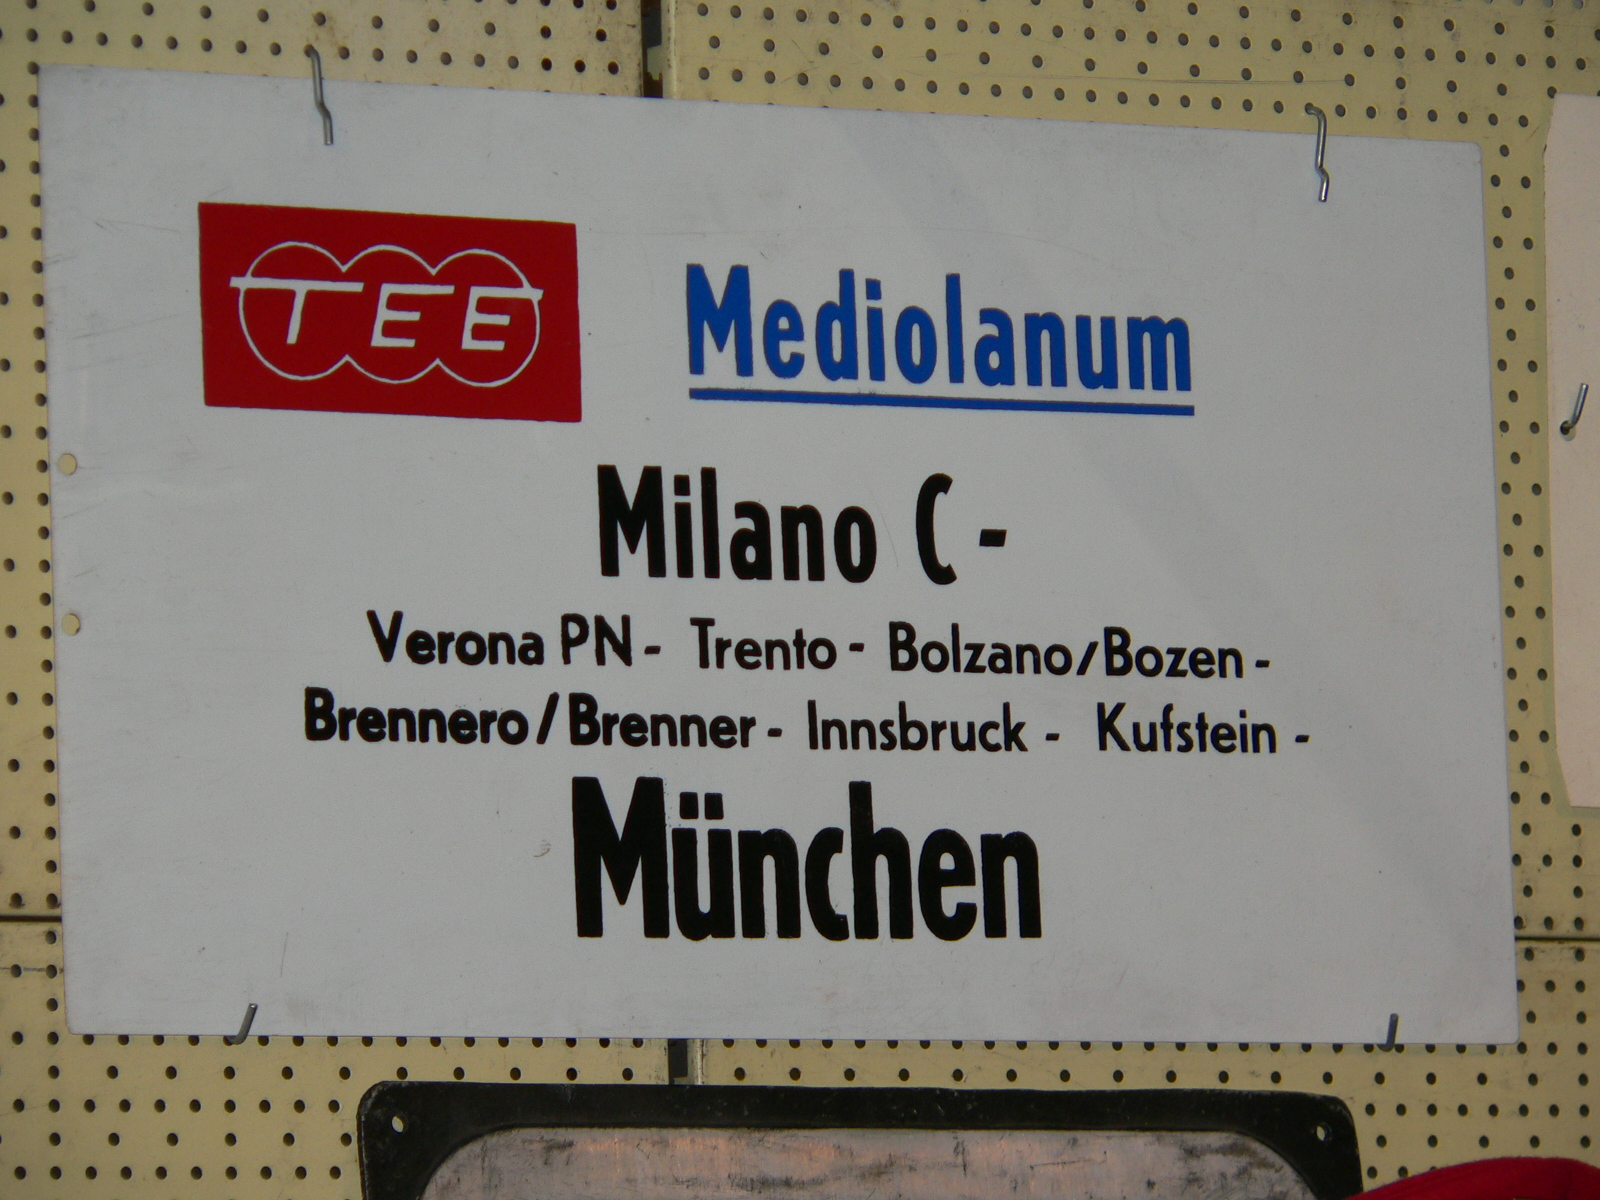 TEE Mediolanum
Milano C -
Verona PN - Trento - Bolzano/Bozen -
Brennero/Brenner - Innsbruck - Kufstein -
München